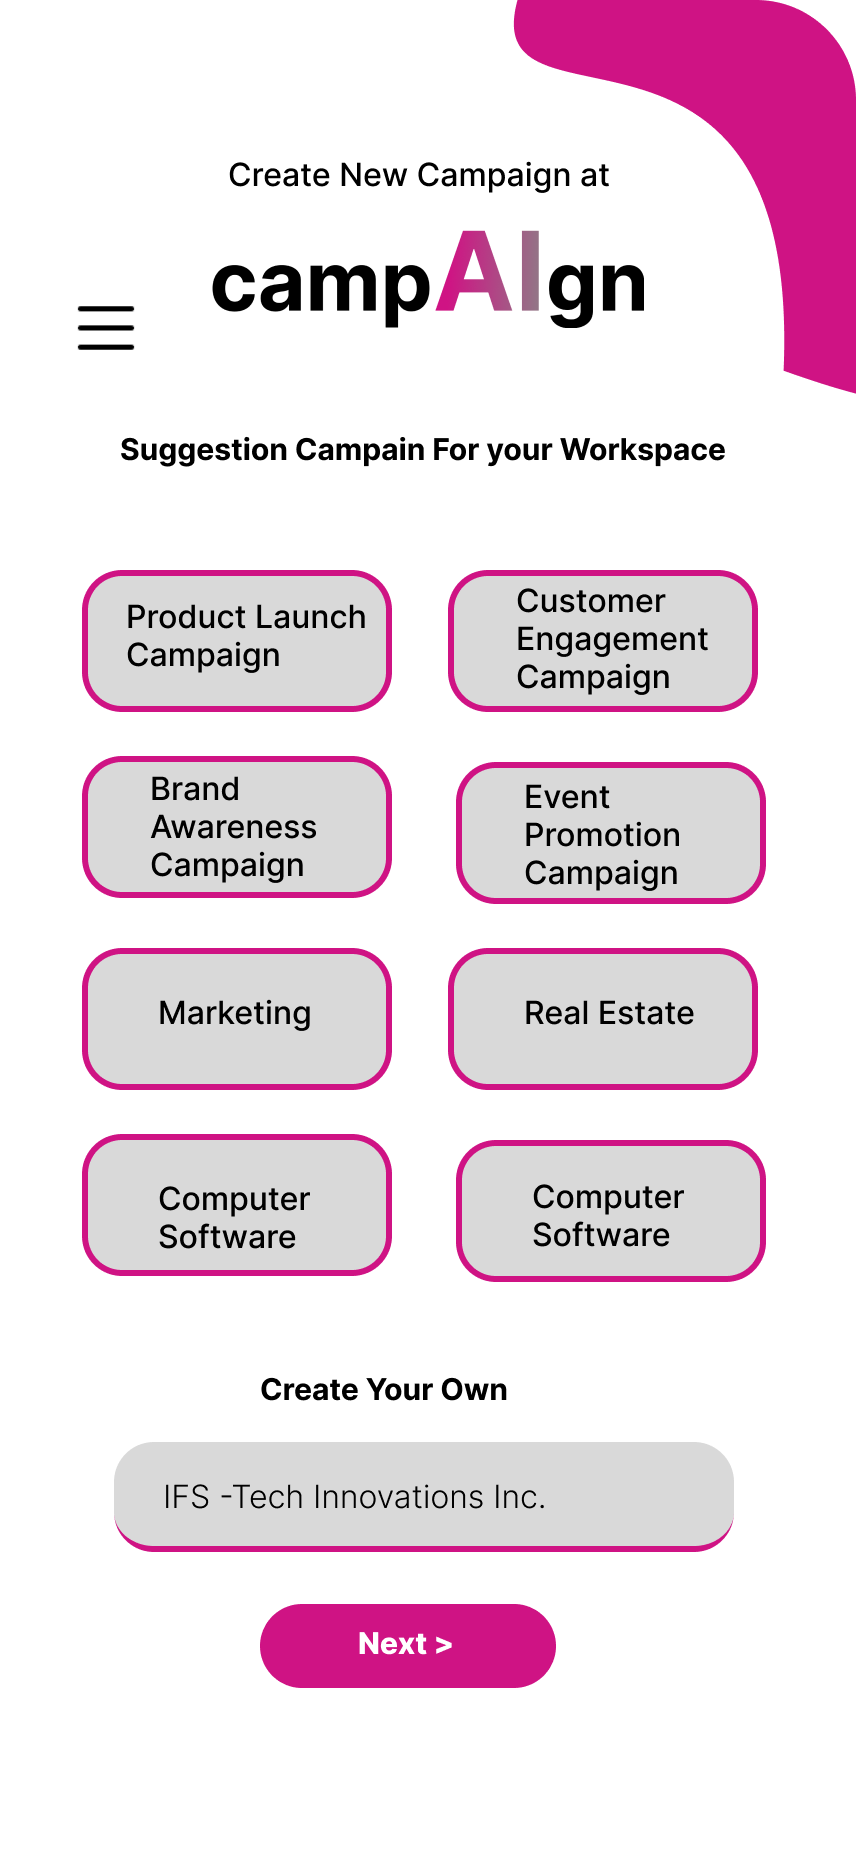 Create New Campaign at
campAIgn
Suggestion Campain For your Workspace
Product Launch
Campaign
Customer
Engagement
Campaign
Brand
Awareness
Campaign
Event
Promotion
Campaign
Marketing
Real Estate
Computer
Software
Computer
Software
Create Your Own
IFS -Tech Innovations Inc.
Next >